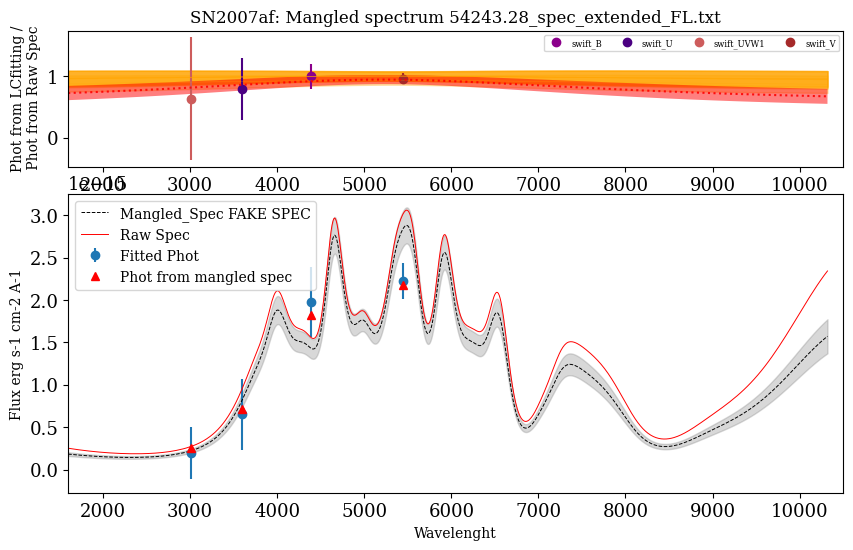 SN2007af: Mangled spectrum 54243.28_spec_extended_FL.txt
Phot from LCfitting /
Phot from Raw Spec
swift_B swift_U swift_UVW1 swift_V
1
0
2000 3000 4000 5000 6000 7000 8000 9000 10000
1e−15
3.0
2.5
2.0
1.5
1.0
0.5
0.0
Flux erg s-1 cm-2 A-1
Mangled_Spec FAKE SPEC
Raw Spec
Fitted Phot
Phot from mangled spec
2000 3000 4000 5000 6000 7000 8000 9000 10000
Wavelenght